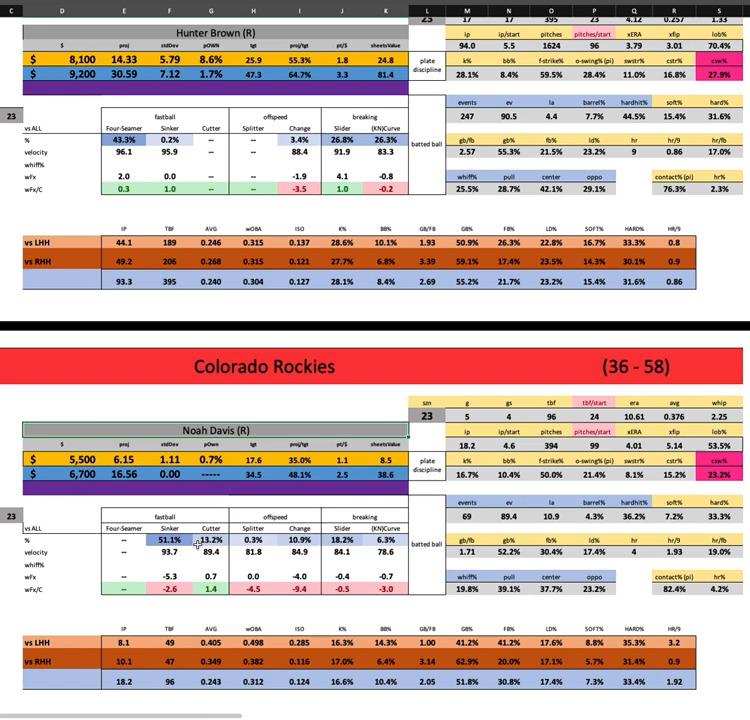 C D E F G H I J K L M N O P Q R S
25 17 17 395 23 4.12 0.257 1.33
Hunter Brown (R) ip ip/start pitches pitches/start xERA xfip lob%
$ proj stdDev pOWN tgt proj/tgt pt/$ sheetsValue 94.0 5.5 1624 96 3.79 3.01 70.4%
$ 8,100 14.33 5.79 8.6% 25.9 55.3% 1.8 24.8 plate discipline k% bb% f-strike% o-swing% (pi) swstr% cstr% csw%
$ 9,200 30.59 7.12 1.7% 47.3 64.7% 3.3 81.4 28.1% 8.4% 59.5% 28.4% 11.0% 16.8% 27.9%
events ev la barrel% hardhit% soft% hard%
23 fastball offspeed breaking 247 90.5 4.4 7.7% 44.5% 15.4% 31.6%
vs ALL Four-Seamer Sinker Cutter Splitter Change Slider (KN)Curve
% 43.3% 0.2% -- -- 3.4% 26.8% 26.3% batted ball gb/fb gb% fb% ld% hr hr/9 hr/fb
velocity 96.1 95.9 -- -- 88.4 91.9 83.3 2.57 55.3% 21.5% 23.2% 9 0.86 17.0%
whiff%
wFx 2.0 0.0 -- -- -1.9 4.1 -0.8 whiff% pull center oppo contact% (pi) hr%
wFx/C 0.3 1.0 -- -- -3.5 1.0 -0.2 25.5% 28.7% 42.1% 29.1% 76.3% 2.3%
IP TBF AVG wOBA ISO K% BB% GB/FB GB% FB% LD% SOFT% HARD% HR/9
vs LHH 44.1 189 0.246 0.315 0.137 28.6% 10.1% 1.93 50.9% 26.3% 22.8% 16.7% 33.3% 0.8
vs RHH 49.2 206 0.268 0.315 0.121 27.7% 6.8% 3.39 59.1% 17.4% 23.5% 14.3% 30.1% 0.9
93.3 395 0.240 0.304 0.127 28.1% 8.4% 2.69 55.2% 21.7% 23.2% 15.4% 31.6% 0.86
Colorado Rockies (36 - 58)
szn g gs tbf tbf/start era avg whip
23 5 4 96 24 10.61 0.376 2.25
Noah Davis (R) ip ip/start pitches pitches/start xERA xfip lob%
$ proj stdDev pOwn tgt proj/tgt pt/$ sheetsValue 18.2 4.6 394 99 4.01 5.14 53.5%
$ 5,500 6.15 1.11 0.7% 17.6 35.0% 1.1 8.5 plate discipline k% bb% f-strike% o-swing% (pi) swstr% cstr% csw%
$ 6,700 16.56 0.00 ----- 34.5 48.1% 2.5 38.6 16.7% 10.4% 50.0% 21.4% 8.1% 15.2% 23.2%
events ev la barrel% hardhit% soft% hard%
23 fastball offspeed breaking 69 89.4 10.9 4.3% 36.2% 7.2% 33.3%
vs ALL Four-Seamer Sinker Cutter Splitter Change Slider (KN)Curve
% -- 51.1% 13.2% 0.3% 10.9% 18.2% 6.3% batted ball gb/fb gb% fb% ld% hr hr/9 hr/fb
velocity -- 93.7 89.4 81.8 84.9 84.1 78.6 1.71 52.2% 30.4% 17.4% 4 1.93 19.0%
whiff%
wFx -- -5.3 0.7 0.0 -4.0 -0.4 -0.7 whiff% pull center oppo contact% (pi) hr%
wFx/C -- -2.6 1.4 -4.5 -9.4 -0.5 -3.0 19.8% 39.1% 37.7% 23.2% 82.4% 4.2%
IP TBF AVG wOBA ISO K% BB% GB/FB GB% FB% LD% SOFT% HARD% HR/9
vs LHH 8.1 49 0.405 0.498 0.285 16.3% 14.3% 1.00 41.2% 41.2% 17.6% 8.8% 35.3% 3.2
vs RHH 10.1 47 0.349 0.382 0.116 17.0% 6.4% 3.14 62.9% 20.0% 17.1% 5.7% 31.4% 0.9
18.2 96 0.243 0.312 0.124 16.6% 10.4% 2.05 51.8% 30.8% 17.4% 7.3% 33.4% 1.92